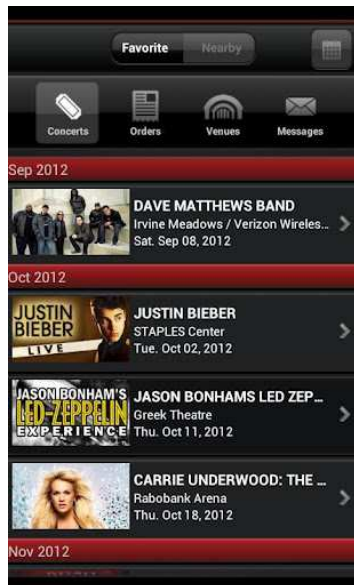 Favorite Nearby
Concerts Orders Venues Messages
Sep 2012
DAVE MATTHEWS BAND
Irvine Meadows / Verizon Wireles...
Sat. Sep 08, 2012
Oct 2012
JUSTIN BIEBER LIVE
JUSTIN BIEBER
STAPLES Center
Tue. Oct 02, 2012
JASON BONHAM'S
LED-ZEPPELIN
EXPERIENCE
JASON BONHAMS LED ZEP...
Greek Theatre
Thu. Oct 11, 2012
CARRIE UNDERWOOD: THE ...
Rabobank Arena
Thu. Oct 18, 2012
Nov 2012